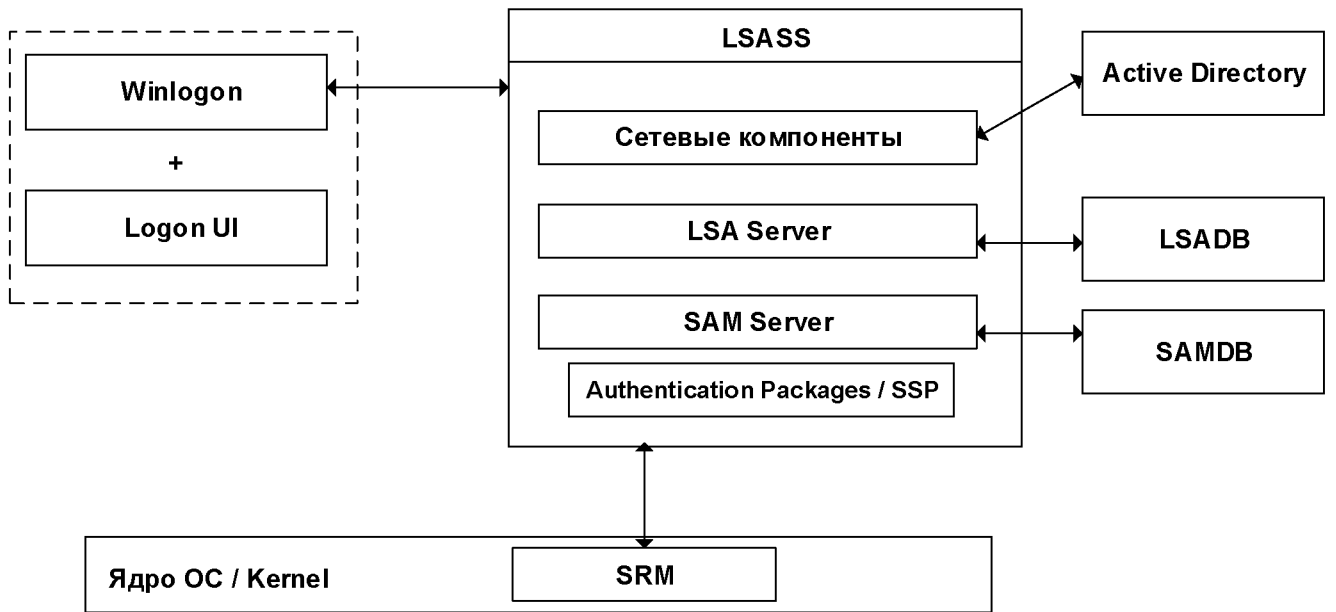 Winlogon
+
Logon UI
LSASS
Сетевые компоненты
LSA Server
SAM Server
Authentication Packages / SSP
Active Directory
LSADB
SAMDB
Ядро ОС / Kernel
SRM